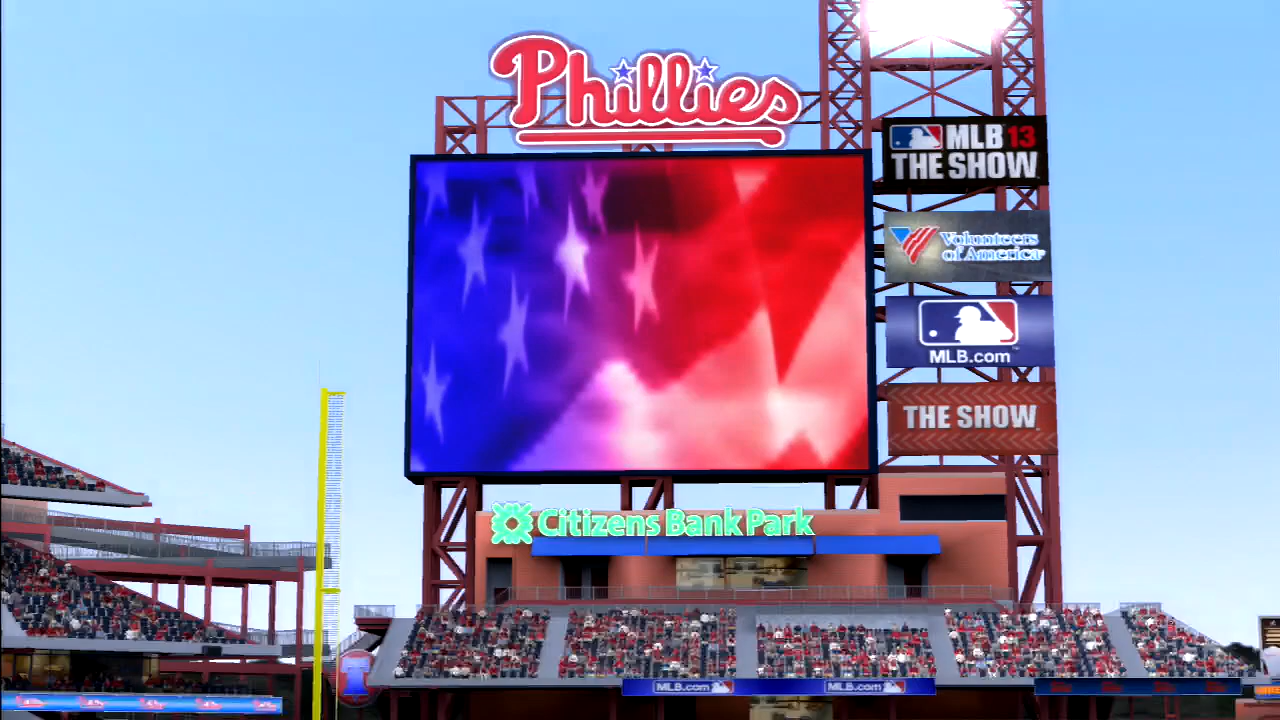 Phillies
MLB 13
THE SHOW
Volunteers
of America
MLB.com
THE SHOW
Citizens Bank Park
MLB.com
MLB.com